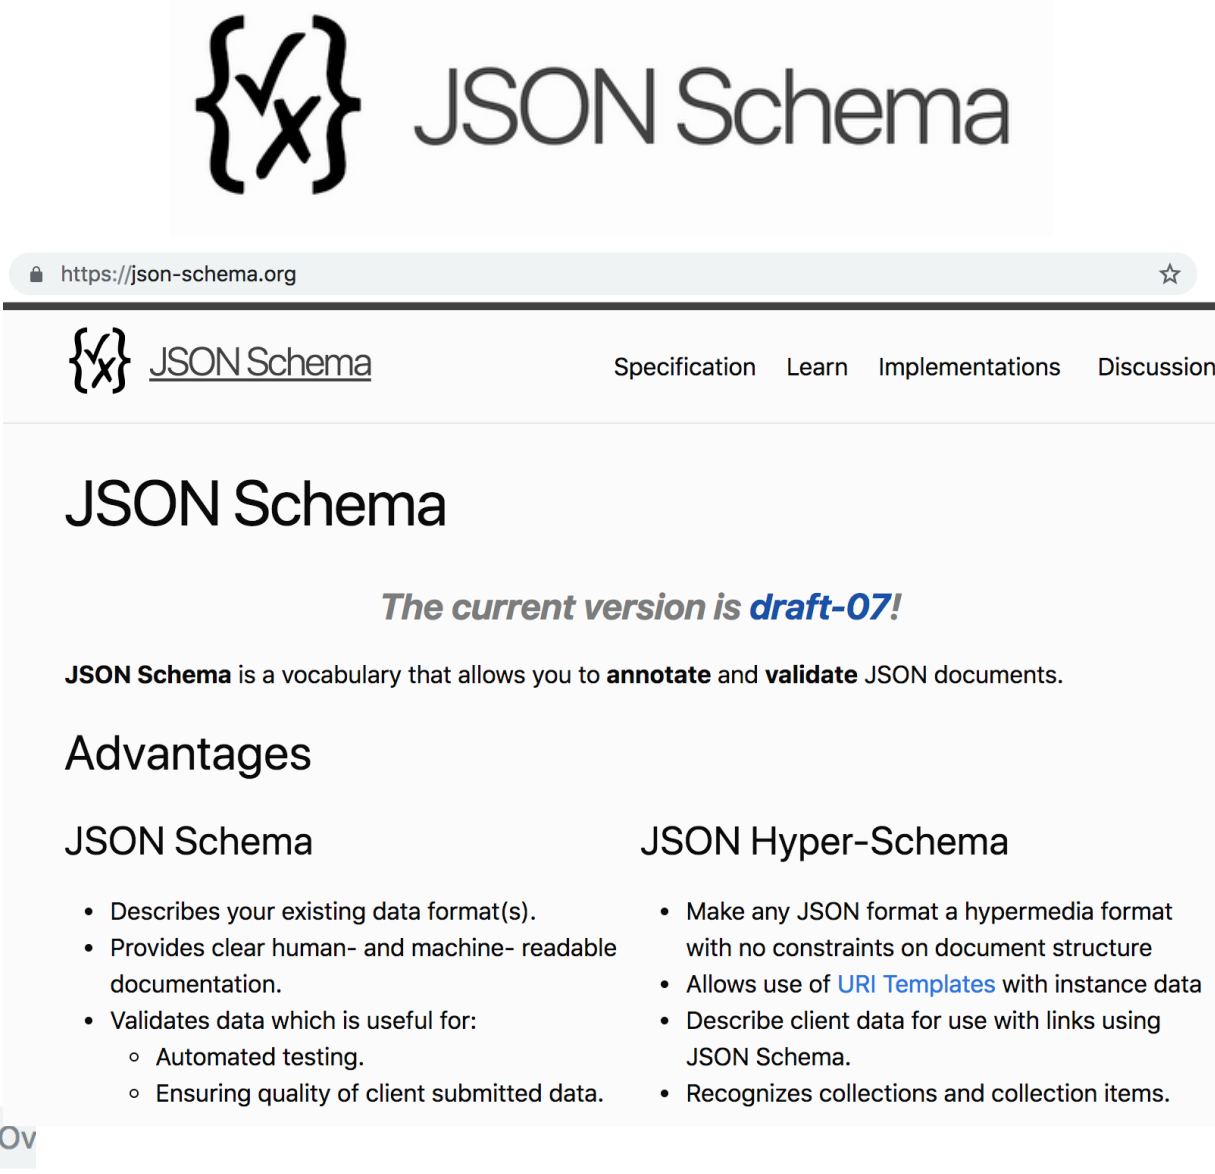 JSON Schema
https://json-schema.org
JSON Schema
Specification Learn Implementations Discussion
JSON Schema
The current version is draft-07!
JSON Schema is a vocabulary that allows you to annotate and validate JSON documents.
Advantages
JSON Schema
• Describes your existing data format(s).
• Provides clear human- and machine- readable
documentation.
• Validates data which is useful for:
◦ Automated testing.
◦ Ensuring quality of client submitted data.
JSON Hyper-Schema
• Make any JSON format a hypermedia format
with no constraints on document structure
• Allows use of URI Templates with instance data
• Describe client data for use with links using
JSON Schema.
• Recognizes collections and collection items.
Ov